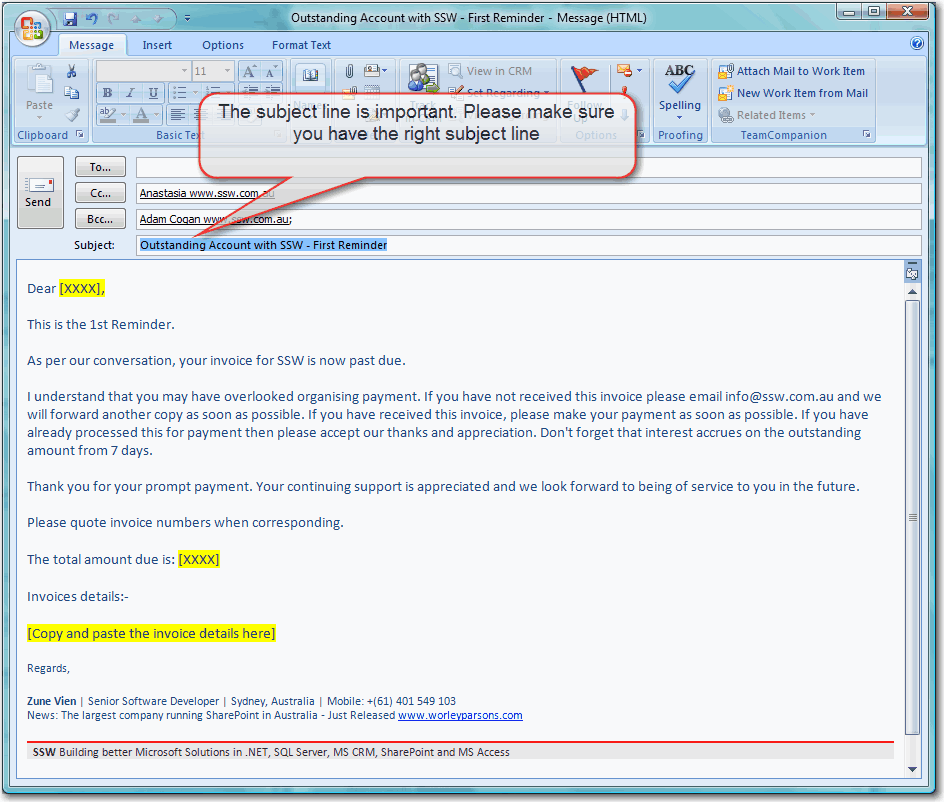 Outstanding Account with SSW - First Reminder - Message (HTML)
Message Insert Options Format Text
11 A A View in CRM ABC Attach Mail to Work Item
B I U Set Regarding New Work Item from Mail
Paste Follow Spelling Related Items
Clipboard Basic Text Options Proofing TeamCompanion
The subject line is important. Please make sure
you have the right subject line
Send
To...
Cc... Anastasia www.ssw.com.au
Bcc... Adam Cogan www.ssw.com.au;
Subject: Outstanding Account with SSW - First Reminder
Dear [XXXX],
This is the 1st Reminder.
As per our conversation, your invoice for SSW is now past due.
I understand that you may have overlooked organising payment. If you have not received this invoice please email info@ssw.com.au and we
will forward another copy as soon as possible. If you have received this invoice, please make your payment as soon as possible. If you have
already processed this for payment then please accept our thanks and appreciation. Don't forget that interest accrues on the outstanding
amount from 7 days.
Thank you for your prompt payment. Your continuing support is appreciated and we look forward to being of service to you in the future.
Please quote invoice numbers when corresponding.
The total amount due is: [XXXX]
Invoices details:-
[Copy and paste the invoice details here]
Regards,
Zune Vien | Senior Software Developer | Sydney, Australia | Mobile: +(61) 401 549 103
News: The largest company running SharePoint in Australia - Just Released www.worleyparsons.com
SSW Building better Microsoft Solutions in .NET, SQL Server, MS CRM, SharePoint and MS Access